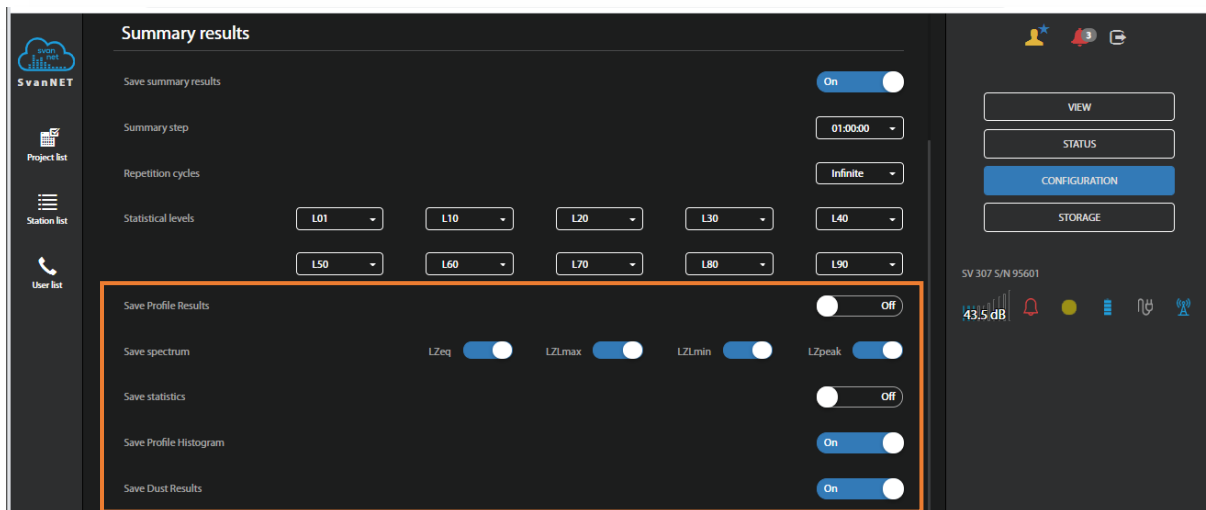 Summary results
svan
net
SvanNET
Save summary results On
Summary step 01:00:00
Project list
Repetition cycles Infinite
Statistical levels L01 L10 L20 L30 L40
Station list
L50 L60 L70 L80 L90
User list
Save Profile Results Off
Save spectrum LZeq LZLmax LZLmin LZpeak
Save statistics Off
Save Profile Histogram On
Save Dust Results On
3
VIEW
STATUS
CONFIGURATION
STORAGE
SV 307 S/N 95601
43.5 dB